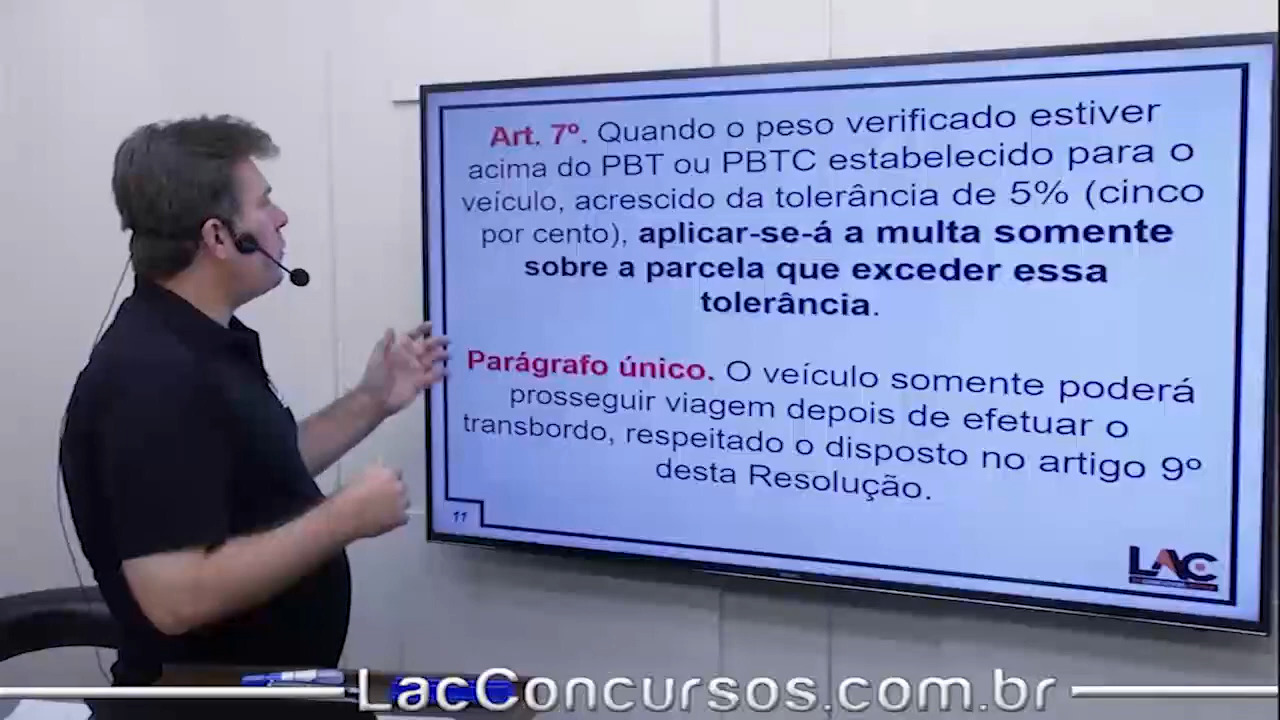 Art. 7º. Quando o peso verificado estiver
acima do PBT ou PBTC estabelecido para o
veículo, acrescido da tolerância de 5% (cinco
por cento), aplicar-se-á a multa somente
sobre a parcela que exceder essa
tolerância.
Parágrafo único. O veículo somente poderá
prosseguir viagem depois de efetuar o
transbordo, respeitado o disposto no artigo 9º
desta Resolução.
11
LAC
LacConcursos.com.br